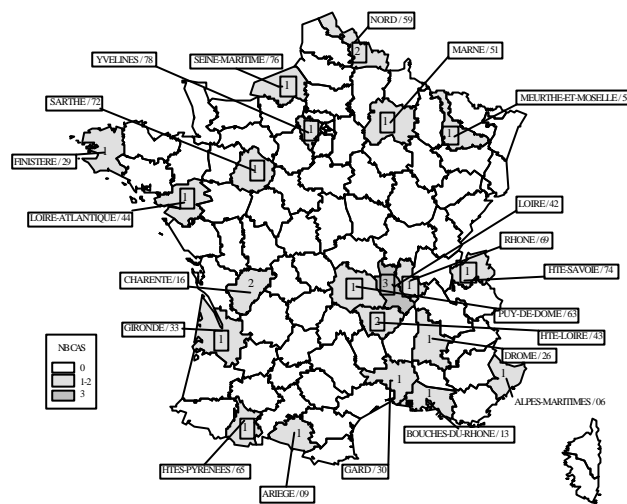 NORD / 59
SEINE-MARITIME / 76
MARNE / 51
YVELINES / 78
SARTHE / 72
MEURTHE-ET-MOSELLE / 5
FINISTERE / 29
LOIRE-ATLANTIQUE / 44
LOIRE / 42
RHONE / 69
HTE-SAVOIE / 74
CHARENTE / 16
PUY-DE-DOME / 63
GIRONDE / 33
HTE-LOIRE / 43
DROME / 26
ALPES-MARITIMES / 06
BOUCHES-DU-RHONE / 13
HTES-PYRENEES / 65
GARD / 30
ARIEGE / 09
2
1
1
1
1
1
1
1
2
1
3
1
1
2
1
1
1
1
1
1
1
NB CAS
0
1-2
3